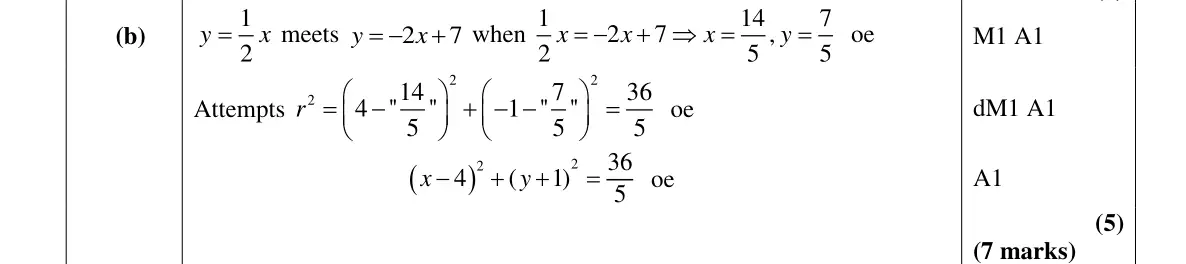 (b) y = 1/2 x meets y = −2x + 7 when 1/2 x = −2x + 7 ⇒ x = 14/5, y = 7/5 oe M1 A1
Attempts r² = (4 − "14/5")² + (−1 − "7/5")² = 36/5 oe dM1 A1
(x − 4)² + (y + 1)² = 36/5 oe A1
(5)
(7 marks)